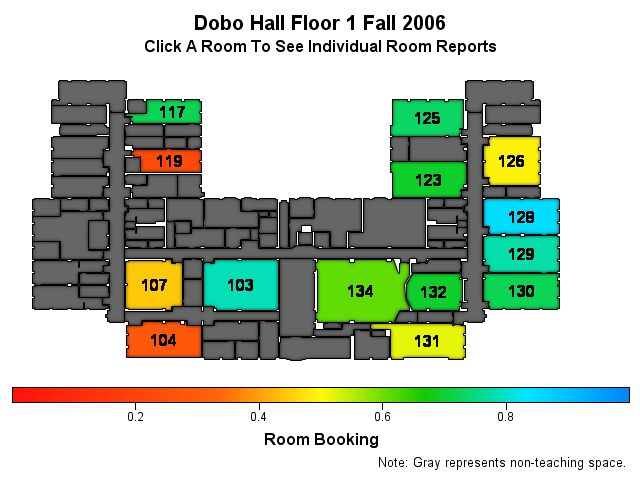 Dobo Hall Floor 1 Fall 2006
Click A Room To See Individual Room Reports
117
125
119
126
123
128
129
107
103
134
132
130
104
131
0.2 0.4 0.6 0.8
Room Booking
Note: Gray represents non-teaching space.